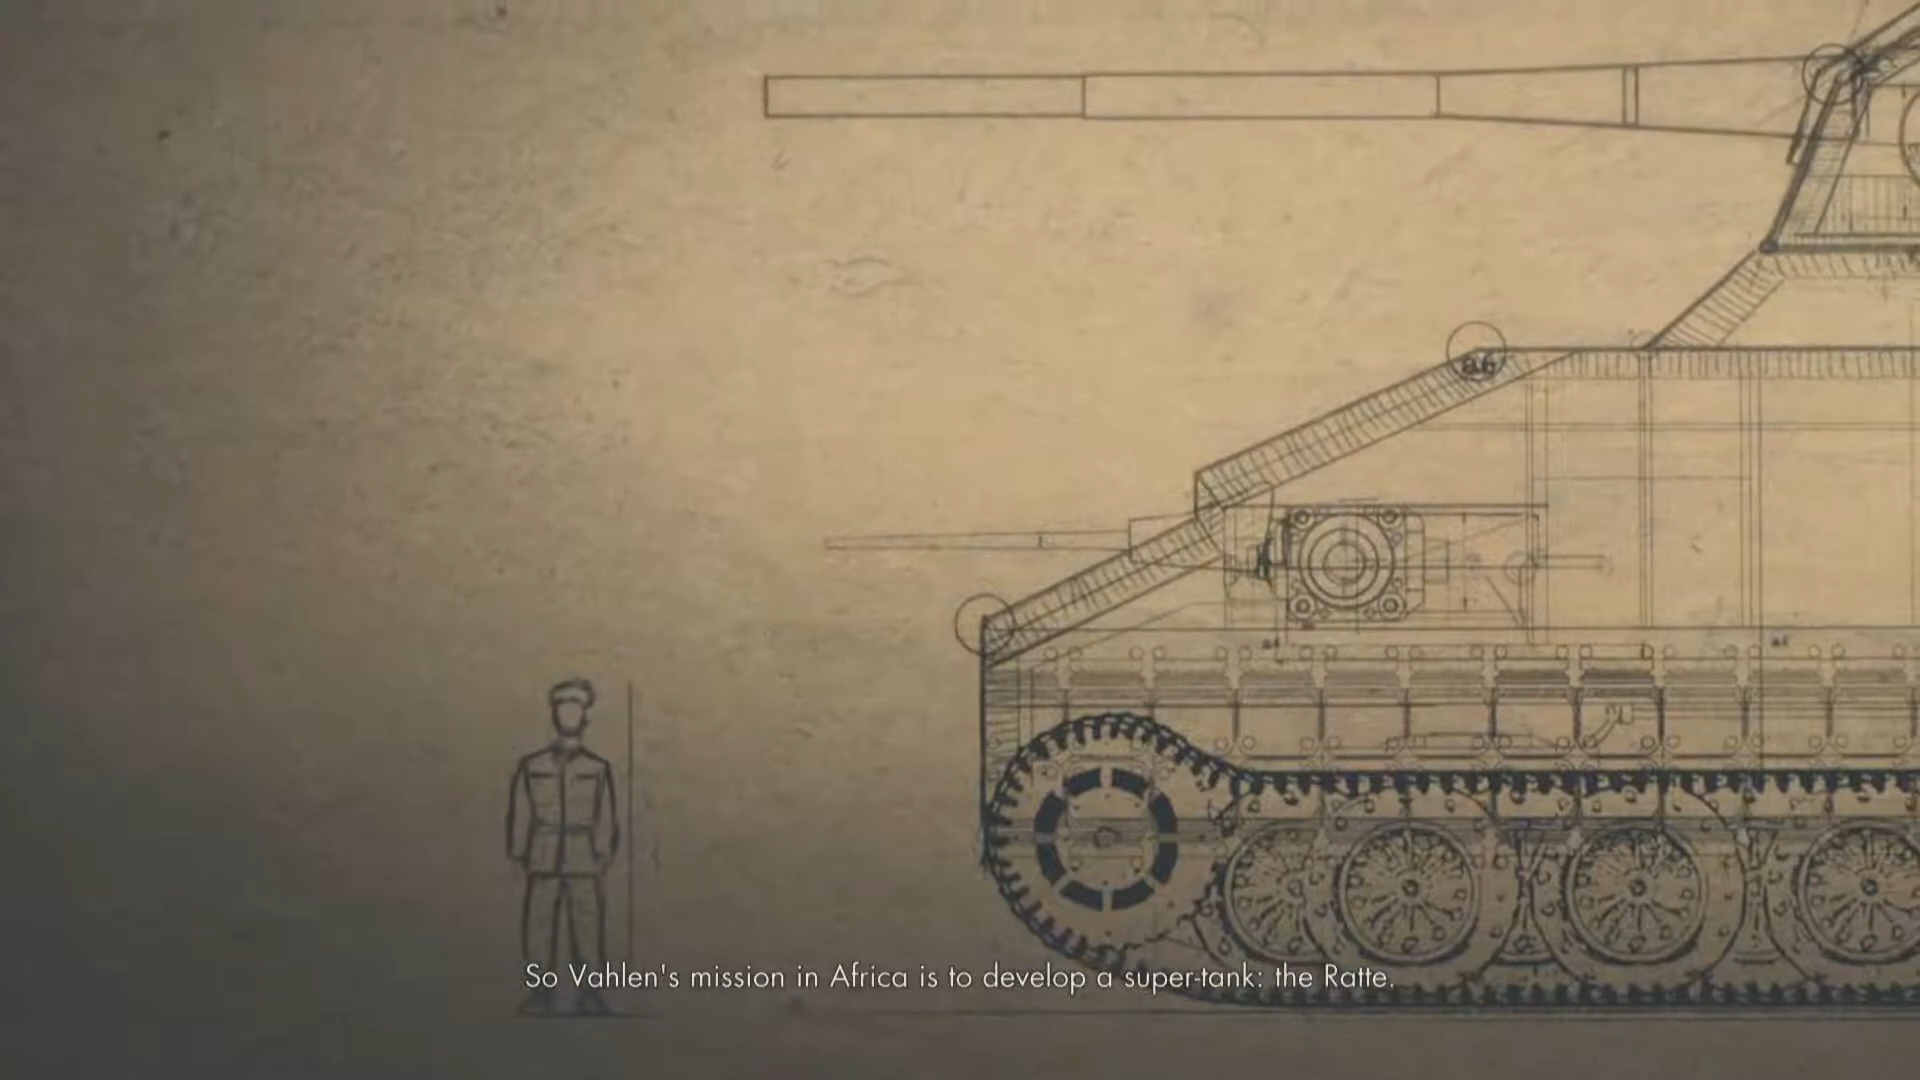 So Vahlen's mission in Africa is to develop a super-tank: the Ratte.